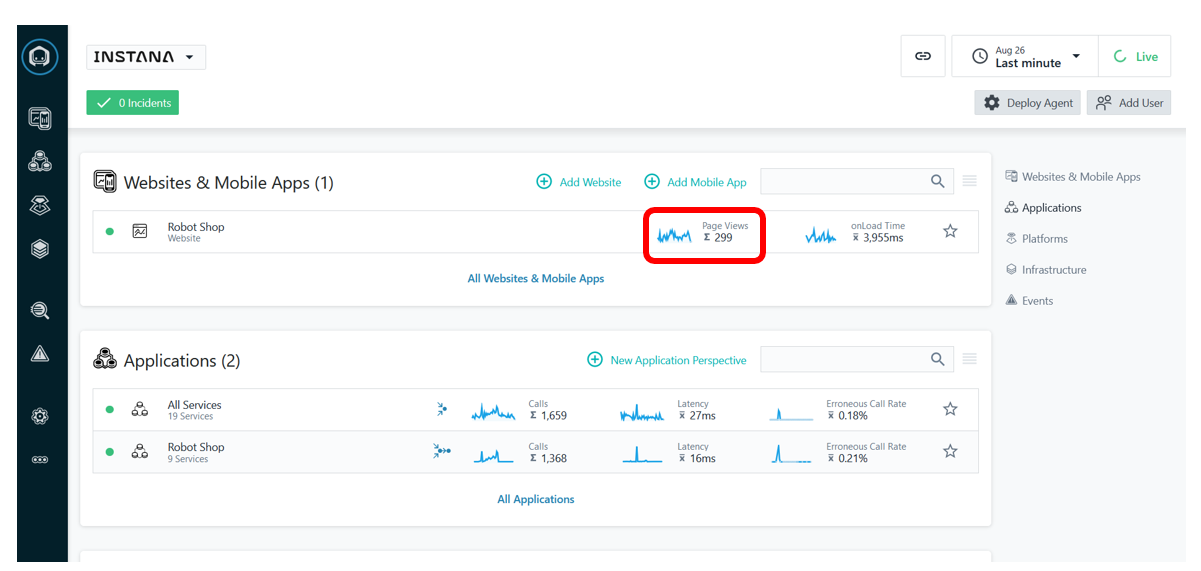 INSTANA
Aug 26
Last minute
Live
0 Incidents
Deploy Agent
Add User
Websites & Mobile Apps (1)
Add Website
Add Mobile App
Robot Shop
Website
Page Views
Σ 299
onLoad Time
x̄ 3,955ms
All Websites & Mobile Apps
Websites & Mobile Apps
Applications
Platforms
Infrastructure
Events
Applications (2)
New Application Perspective
All Services
19 Services
Calls
Σ 1,659
Latency
x̄ 27ms
Erroneous Call Rate
x̄ 0.18%
Robot Shop
9 Services
Calls
Σ 1,368
Latency
x̄ 16ms
Erroneous Call Rate
x̄ 0.21%
All Applications